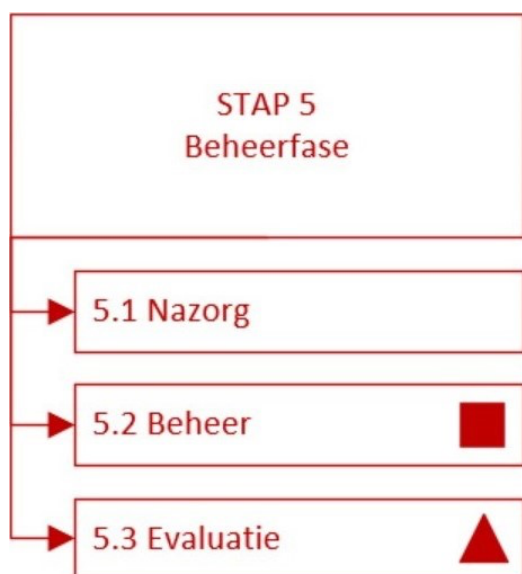 STAP 5
Beheerfase
5.1 Nazorg
5.2 Beheer
5.3 Evaluatie